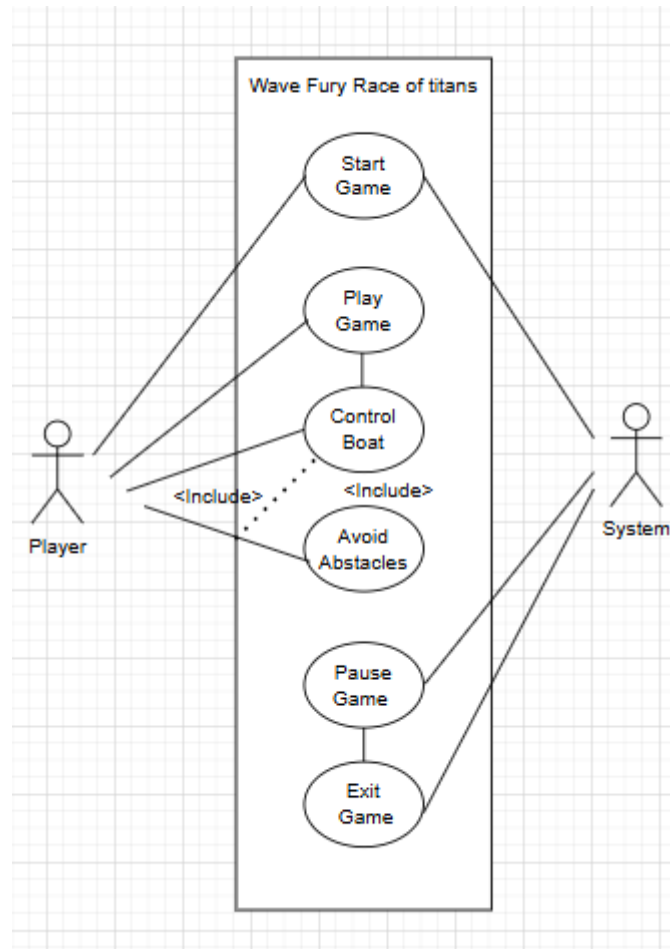 Wave Fury Race of titans
Start
Game
Play
Game
Control
Boat
<Include>
<Include>
Avoid
Abstacles
Player
System
Pause
Game
Exit
Game